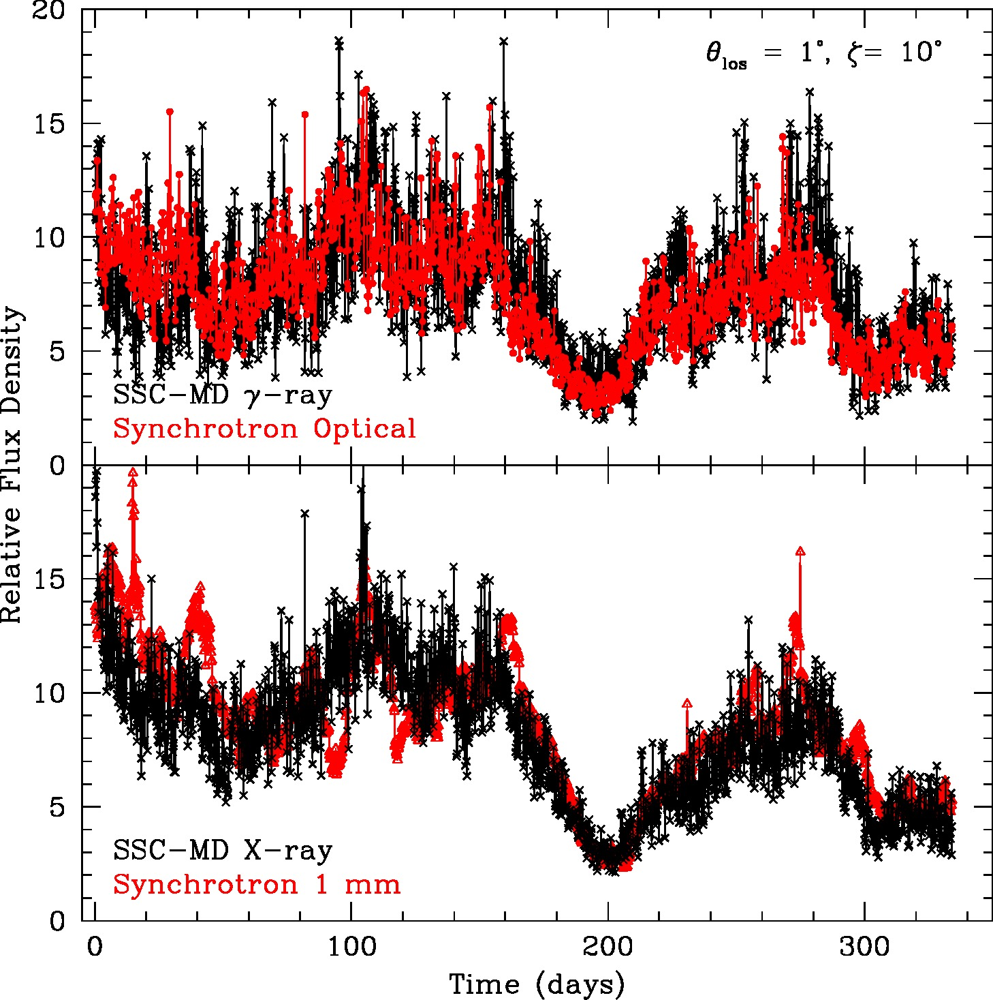 Relative Flux Density
20
15
10
5
0
θlos = 1°, ζ= 10°
SSC-MD γ-ray
Synchrotron Optical
15
10
5
0
SSC-MD X-ray
Synchrotron 1 mm
0 100 200 300
Time (days)